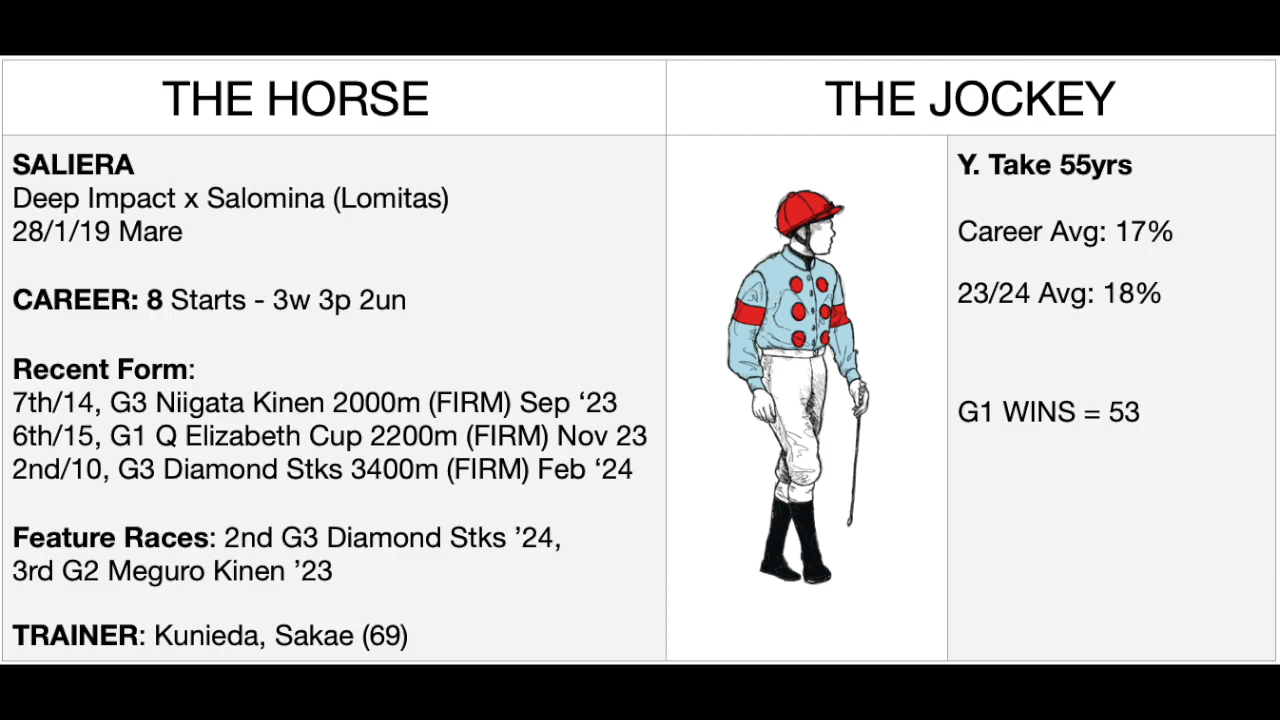 THE HORSE
THE JOCKEY
SALIERA
Deep Impact x Salomina (Lomitas)
28/1/19 Mare
CAREER: 8 Starts - 3w 3p 2un
Recent Form:
7th/14, G3 Niigata Kinen 2000m (FIRM) Sep ‘23
6th/15, G1 Q Elizabeth Cup 2200m (FIRM) Nov 23
2nd/10, G3 Diamond Stks 3400m (FIRM) Feb ‘24
Feature Races: 2nd G3 Diamond Stks ’24,
3rd G2 Meguro Kinen ’23
TRAINER: Kunieda, Sakae (69)
Y. Take 55yrs
Career Avg: 17%
23/24 Avg: 18%
G1 WINS = 53